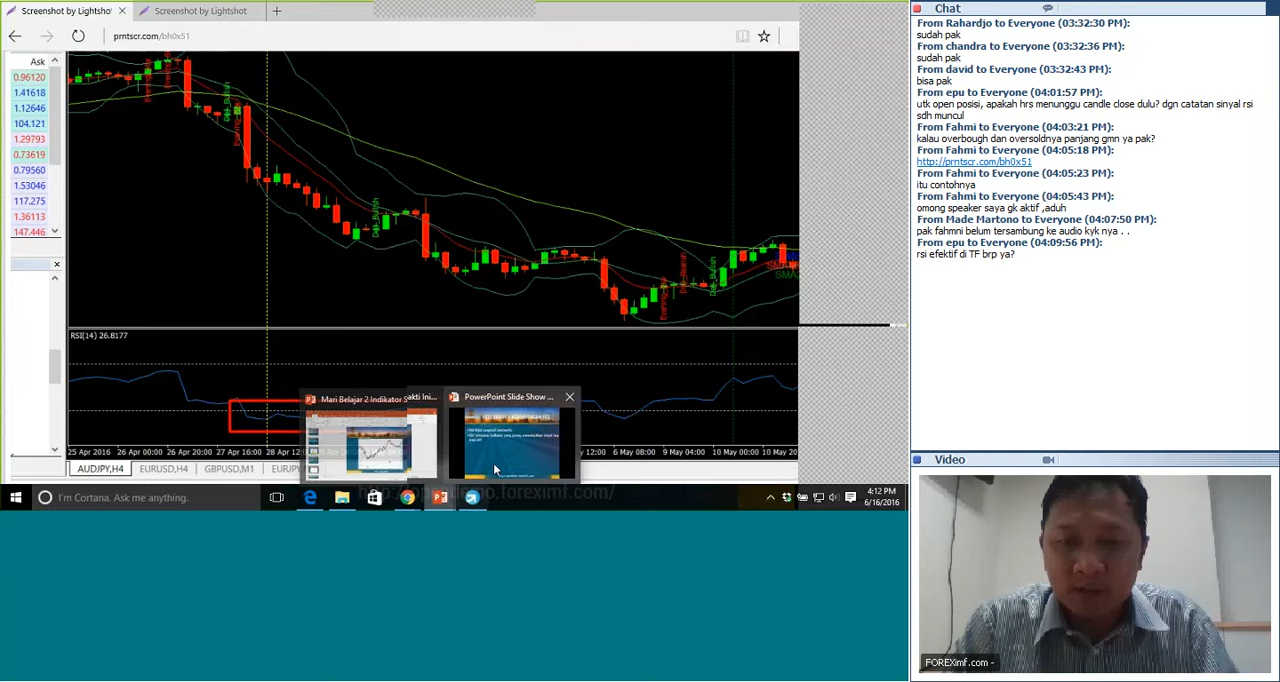 Screenshot by Lightshot
Screenshot by Lightshot
prntscr.com/bh0x51
Ask
0.96120
1.41618
1.12646
104.121
1.29793
0.73619
0.79560
1.53046
117.275
1.36113
147.446
RSI(14) 26.8177
25 Apr 2016 26 Apr 00:00 26 Apr 16:00
6 May 08:00 9 May 04:00 10 May 00:00
AUDJPY,H4 EURUSD,H4 GBPUSD,M1
Mari Belajar 2 Indikator S
PowerPoint Slide Show ...
I'm Cortana. Ask me anything.
4:12 PM
6/16/2016
Chat
From Rahardjo to Everyone (03:32:30 PM):
sudah pak
From chandra to Everyone (03:32:36 PM):
sudah pak
From david to Everyone (03:32:43 PM):
bisa pak
From epu to Everyone (04:01:57 PM):
utk open posisi, apakah hrs menunggu candle close dulu? dgn catatan sinyal rsi
sdh muncul
From Fahmi to Everyone (04:03:21 PM):
kalau overbough dan oversoldnya panjang gmn ya pak?
From Fahmi to Everyone (04:05:18 PM):
http://prntscr.com/bh0x51
From Fahmi to Everyone (04:05:23 PM):
itu contohnya
From Fahmi to Everyone (04:05:43 PM):
omong speaker saya gk aktif ,aduh
From Made Martono to Everyone (04:07:50 PM):
pak fahmni belum tersambung ke audio kyk nya . .
From epu to Everyone (04:09:56 PM):
rsi efektif di TF brp ya?
Video
FOREXimf.com -